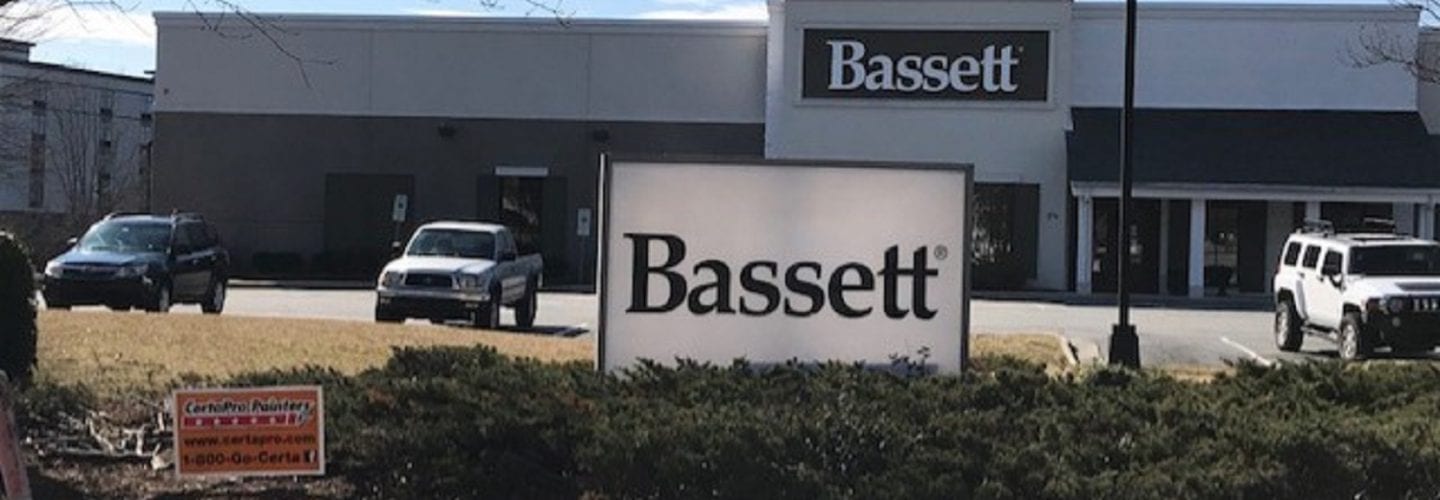 Bassett
Bassett®
CertaPro Painters
www.certapro.com
1-800-Go-Certa